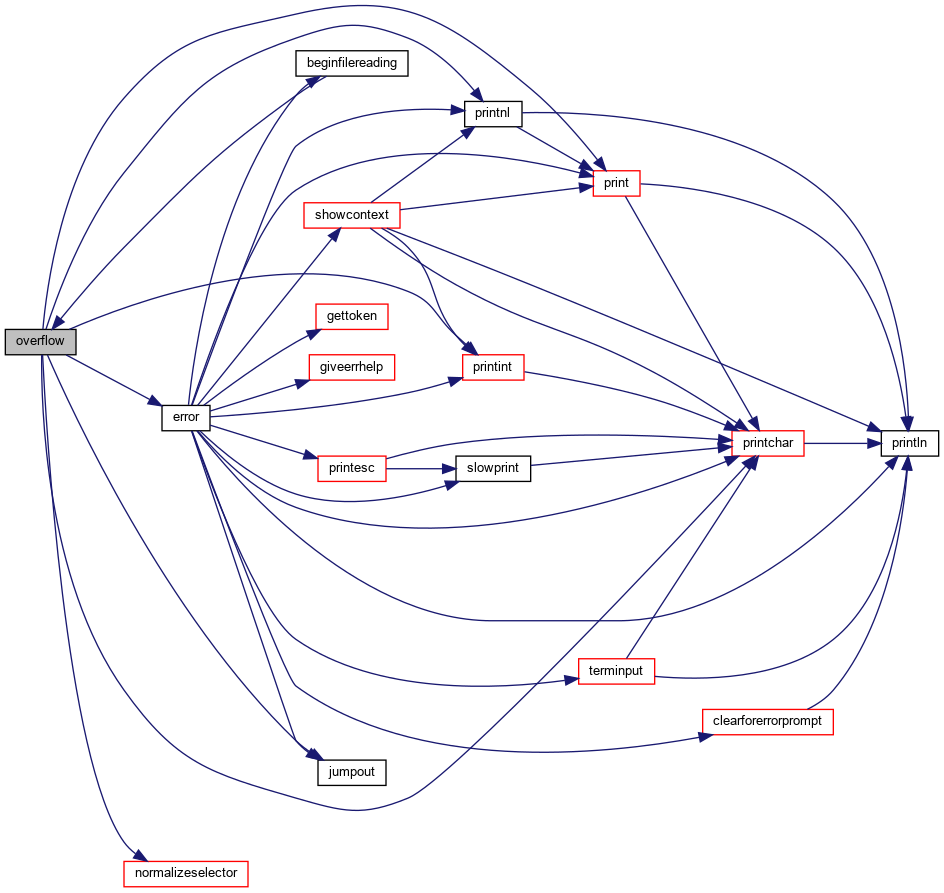 beginfilereading
printnl
print
showcontext
gettoken
overflow
giveerrhelp
printint
error
printchar
println
printesc
slowprint
terminput
clearforerrorprompt
jumpout
normalizeselector